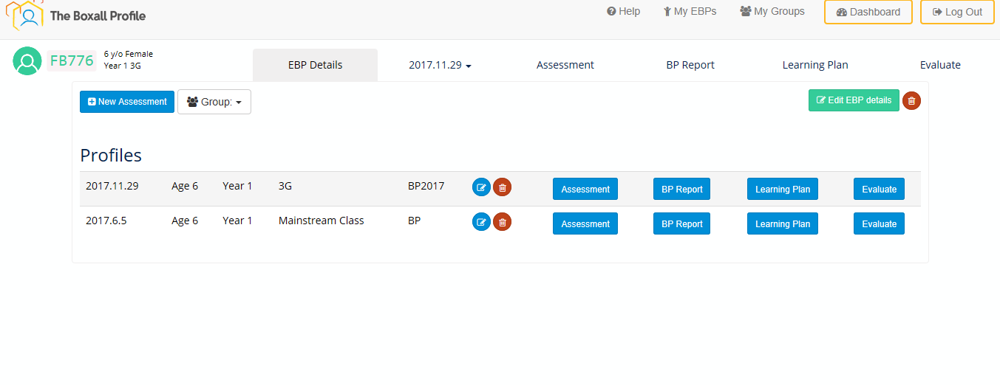 The Boxall Profile
Help My EBPs My Groups Dashboard Log Out
FB776
6 y/o Female
Year 1 3G
EBP Details 2017.11.29 Assessment BP Report Learning Plan Evaluate
New Assessment Group: Edit EBP details
Profiles
2017.11.29 Age 6 Year 1 3G BP2017 Assessment BP Report Learning Plan Evaluate
2017.6.5 Age 6 Year 1 Mainstream Class BP Assessment BP Report Learning Plan Evaluate